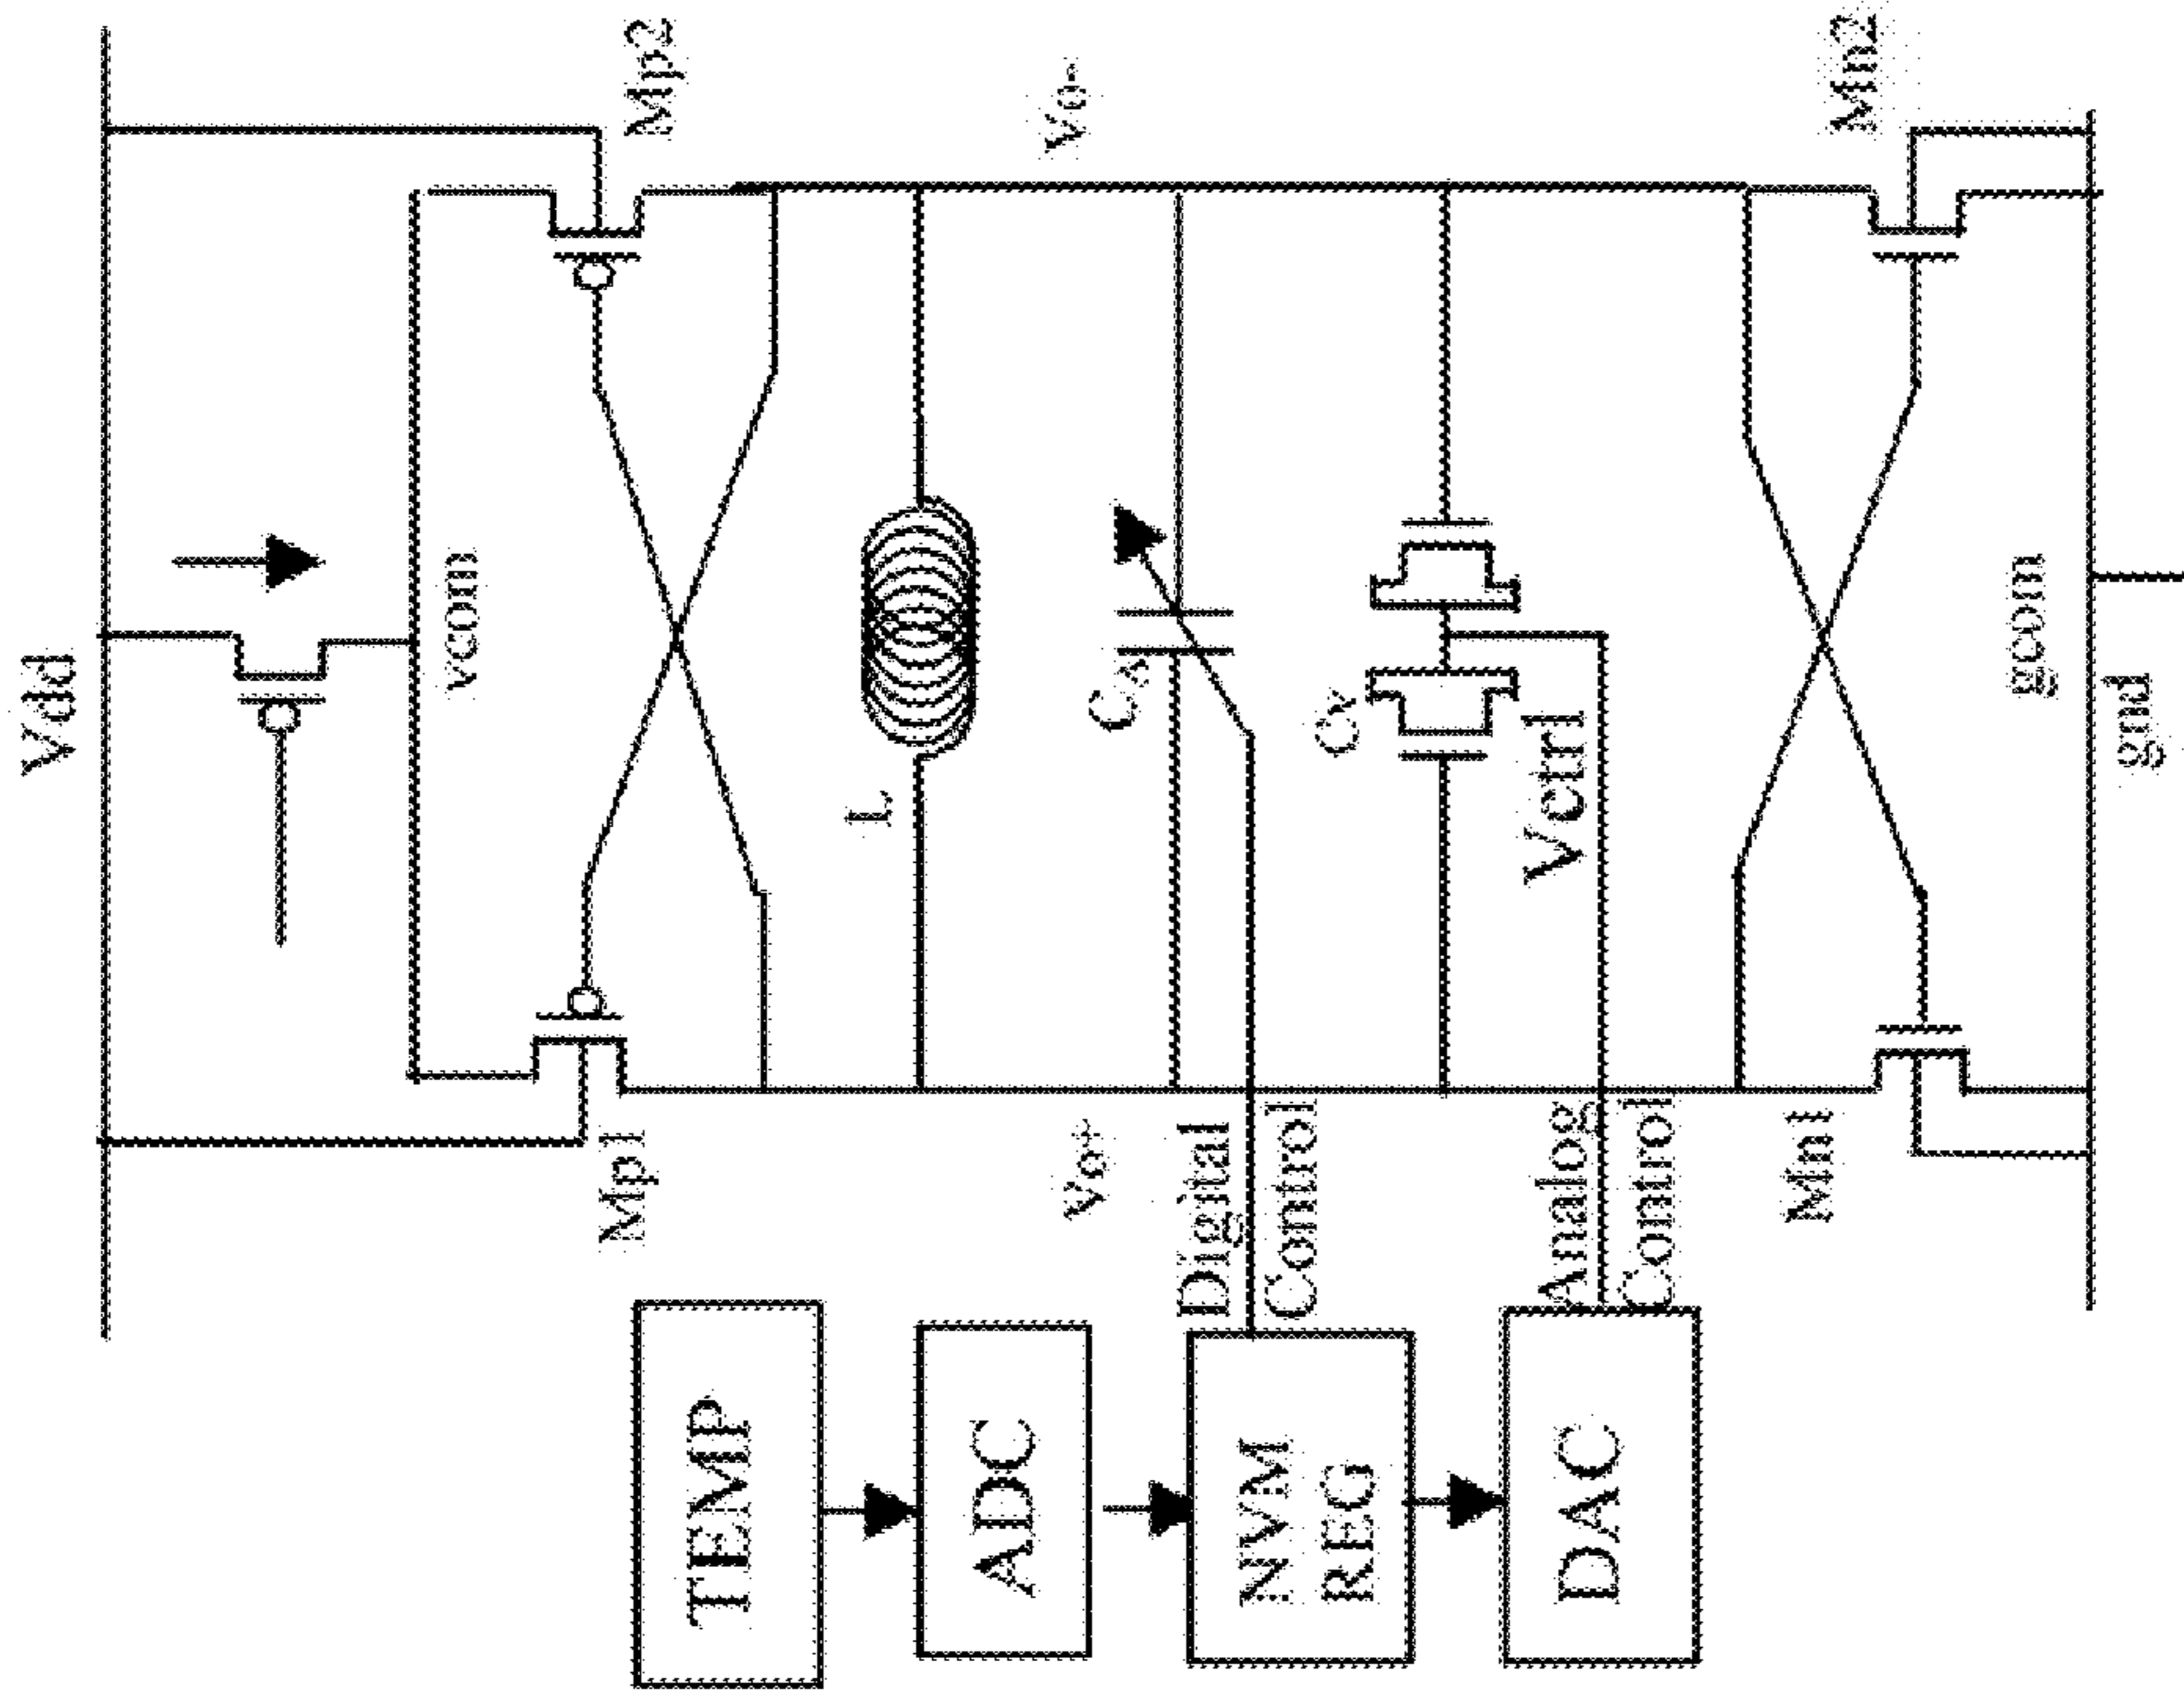 Vdd
vcom
Mp1
Mp2
L
Vo+
Vo-
CA
CV
Vctrl
Digital
Control
Analog
Control
Mn1
Mn2
gcom
gnd
TEMP
ADC
NVM
REG
DAC